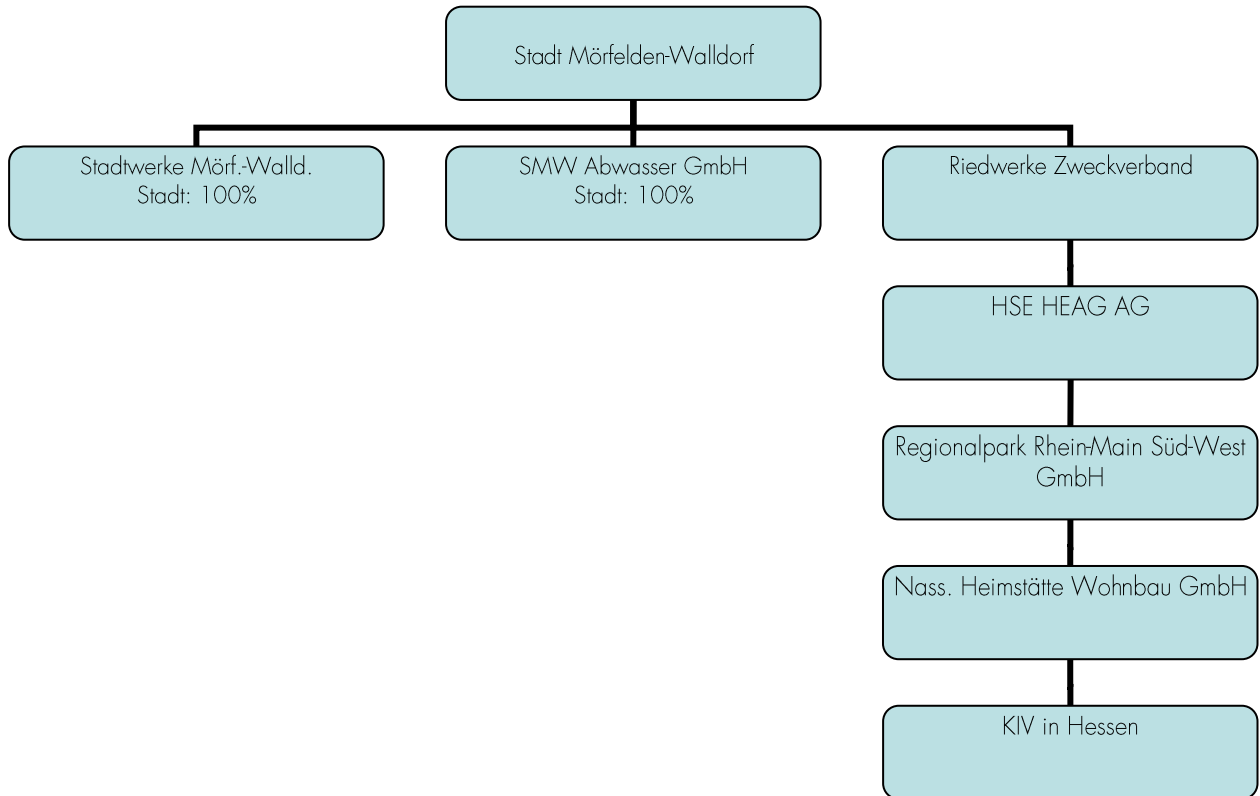 Stadt Mörfelden-Walldorf
Stadtwerke Mörf.-Walld.
Stadt: 100%
SMW Abwasser GmbH
Stadt: 100%
Riedwerke Zweckverband
HSE HEAG AG
Regionalpark Rhein-Main Süd-West
GmbH
Nass. Heimstätte Wohnbau GmbH
KIV in Hessen